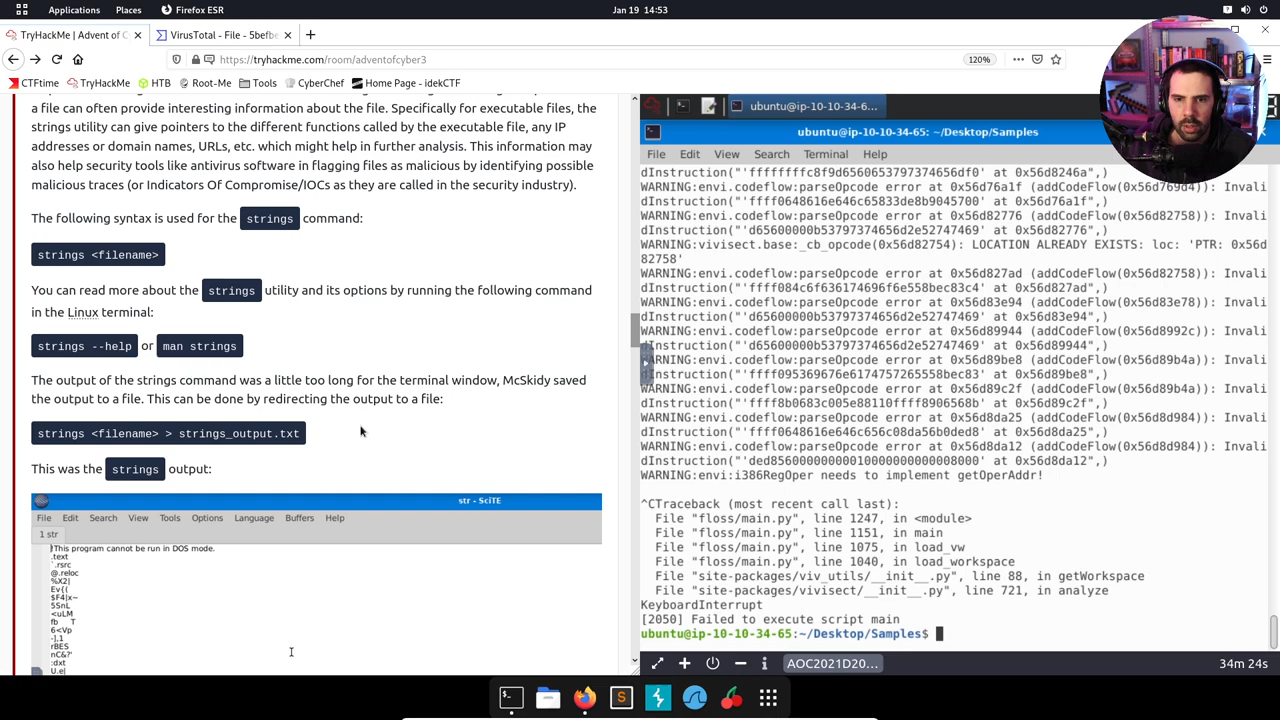 Applications Places Firefox ESR Jan 19 14:53
TryHackMe | Advent of C VirusTotal - File - 5befbe
https://tryhackme.com/room/adventofcyber3 120%
CTFtime TryHackMe HTB Root-Me Tools CyberChef Home Page - idekCTF
a file can often provide interesting information about the file. Specifically for executable files, the
strings utility can give pointers to the different functions called by the executable file, any IP
addresses or domain names, URLs, etc. which might help in further analysis. This information may
also help security tools like antivirus software in flagging files as malicious by identifying possible
malicious traces (or Indicators Of Compromise/IOCs as they are called in the security industry).
The following syntax is used for the strings command:
strings <filename>
You can read more about the strings utility and its options by running the following command
in the Linux terminal:
strings --help or man strings
The output of the strings command was a little too long for the terminal window, McSkidy saved
the output to a file. This can be done by redirecting the output to a file:
strings <filename> > strings_output.txt
This was the strings output:
str - SciTE
File Edit Search View Tools Options Language Buffers Help
1 str
!This program cannot be run in DOS mode.
.text
`.rsrc
@.reloc
%X2|
Ev{(
$F4|x~
5SnL
<uLM
fb T
6<Vp
-],1
rBES
nC&?'
:dxt
U.e|
ubuntu@ip-10-10-34-6...
ubuntu@ip-10-10-34-65: ~/Desktop/Samples
File Edit View Search Terminal Help
dInstruction("'ffffffffc8f9d6560653797374656df0' at 0x56d8246a",)
WARNING:envi.codeflow:parseOpcode error at 0x56d76a1f (addCodeFlow(0x56d769d4)): Invali
dInstruction("'ffff0648616e646c65833de8b9045700' at 0x56d76a1f",)
WARNING:envi.codeflow:parseOpcode error at 0x56d82776 (addCodeFlow(0x56d82758)): Invali
dInstruction("'d65600000b53797374656d2e52747469' at 0x56d82776",)
WARNING:vivisect.base:_cb_opcode(0x56d82754): LOCATION ALREADY EXISTS: loc: 'PTR: 0x56d
82758'
WARNING:envi.codeflow:parseOpcode error at 0x56d827ad (addCodeFlow(0x56d82758)): Invali
dInstruction("'ffff084c6f636174696f6e558bec83c4' at 0x56d827ad",)
WARNING:envi.codeflow:parseOpcode error at 0x56d83e94 (addCodeFlow(0x56d83e78)): Invali
dInstruction("'d65600000b53797374656d2e52747469' at 0x56d83e94",)
WARNING:envi.codeflow:parseOpcode error at 0x56d89944 (addCodeFlow(0x56d8992c)): Invali
dInstruction("'d65600000b53797374656d2e52747469' at 0x56d89944",)
WARNING:envi.codeflow:parseOpcode error at 0x56d89be8 (addCodeFlow(0x56d89b4a)): Invali
dInstruction("'ffff095369676e6174757265558bec83' at 0x56d89be8",)
WARNING:envi.codeflow:parseOpcode error at 0x56d89c2f (addCodeFlow(0x56d89b4a)): Invali
dInstruction("'ffff8b0683c005e88110ffff8906568b' at 0x56d89c2f",)
WARNING:envi.codeflow:parseOpcode error at 0x56d8da25 (addCodeFlow(0x56d8d984)): Invali
dInstruction("'ffff0648616e646c656c08da56b0ded8' at 0x56d8da25",)
WARNING:envi.codeflow:parseOpcode error at 0x56d8da12 (addCodeFlow(0x56d8d984)): Invali
dInstruction("'ded85600000000010000000000008000' at 0x56d8da12",)
WARNING:envi:i386RegOper needs to implement getOperAddr!
^CTraceback (most recent call last):
File "floss/main.py", line 1247, in <module>
File "floss/main.py", line 1151, in main
File "floss/main.py", line 1075, in load_vw
File "floss/main.py", line 1040, in load_workspace
File "site-packages/viv_utils/__init__.py", line 88, in getWorkspace
File "site-packages/vivisect/__init__.py", line 721, in analyze
KeyboardInterrupt
[2050] Failed to execute script main
ubuntu@ip-10-10-34-65:~/Desktop/Samples$
AOC2021D20... 34m 24s